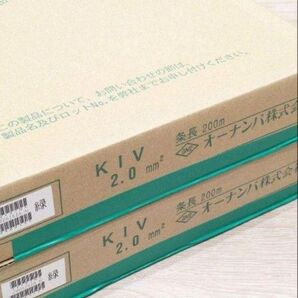 この製品について、お問い合わせの節は
製品名及びロットNo.を弊社までお申し付けください。
KIV
2.0 mm²
条長 200m
オーナンバ株式会
緑
KIV
2.0 mm²
条長 200m
オーナンバ株式会
緑